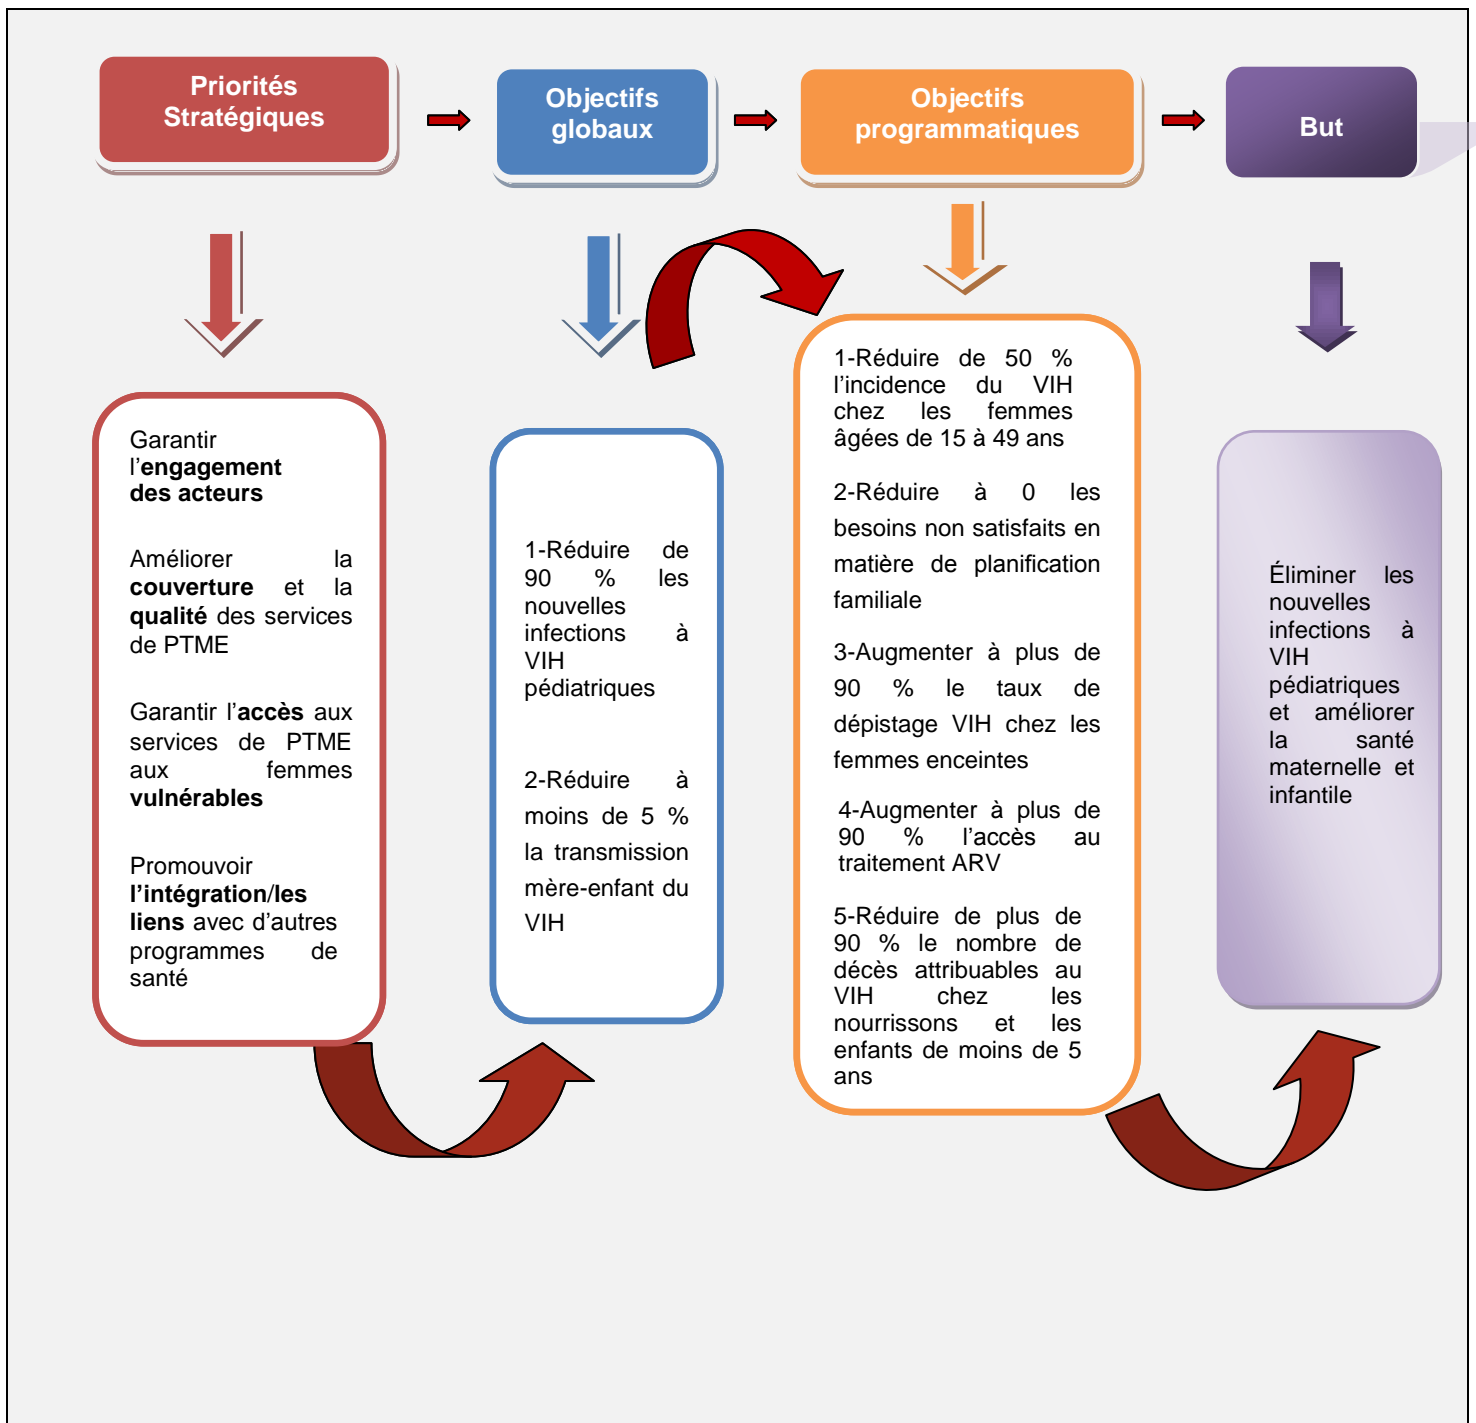 Priorités
Stratégiques
Objectifs
globaux
Objectifs
programmatiques
But
Garantir
l’engagement
des acteurs
Améliorer la
couverture et la
qualité des services
de PTME
Garantir l’accès aux
services de PTME
aux femmes
vulnérables
Promouvoir
l’intégration/les
liens avec d’autres
programmes de
santé
1-Réduire de
90 % les
nouvelles
infections à
VIH
pédiatriques
2-Réduire à
moins de 5 %
la transmission
mère-enfant du
VIH
1-Réduire de 50 %
l’incidence du VIH
chez les femmes
âgées de 15 à 49 ans
2-Réduire à 0 les
besoins non satisfaits en
matière de planification
familiale
3-Augmenter à plus de
90 % le taux de
dépistage VIH chez les
femmes enceintes
4-Augmenter à plus de
90 % l’accès au
traitement ARV
5-Réduire de plus de
90 % le nombre de
décès attribuables au
VIH chez les
nourrissons et les
enfants de moins de 5
ans
Éliminer les
nouvelles
infections à
VIH
pédiatriques
et améliorer
la santé
maternelle et
infantile